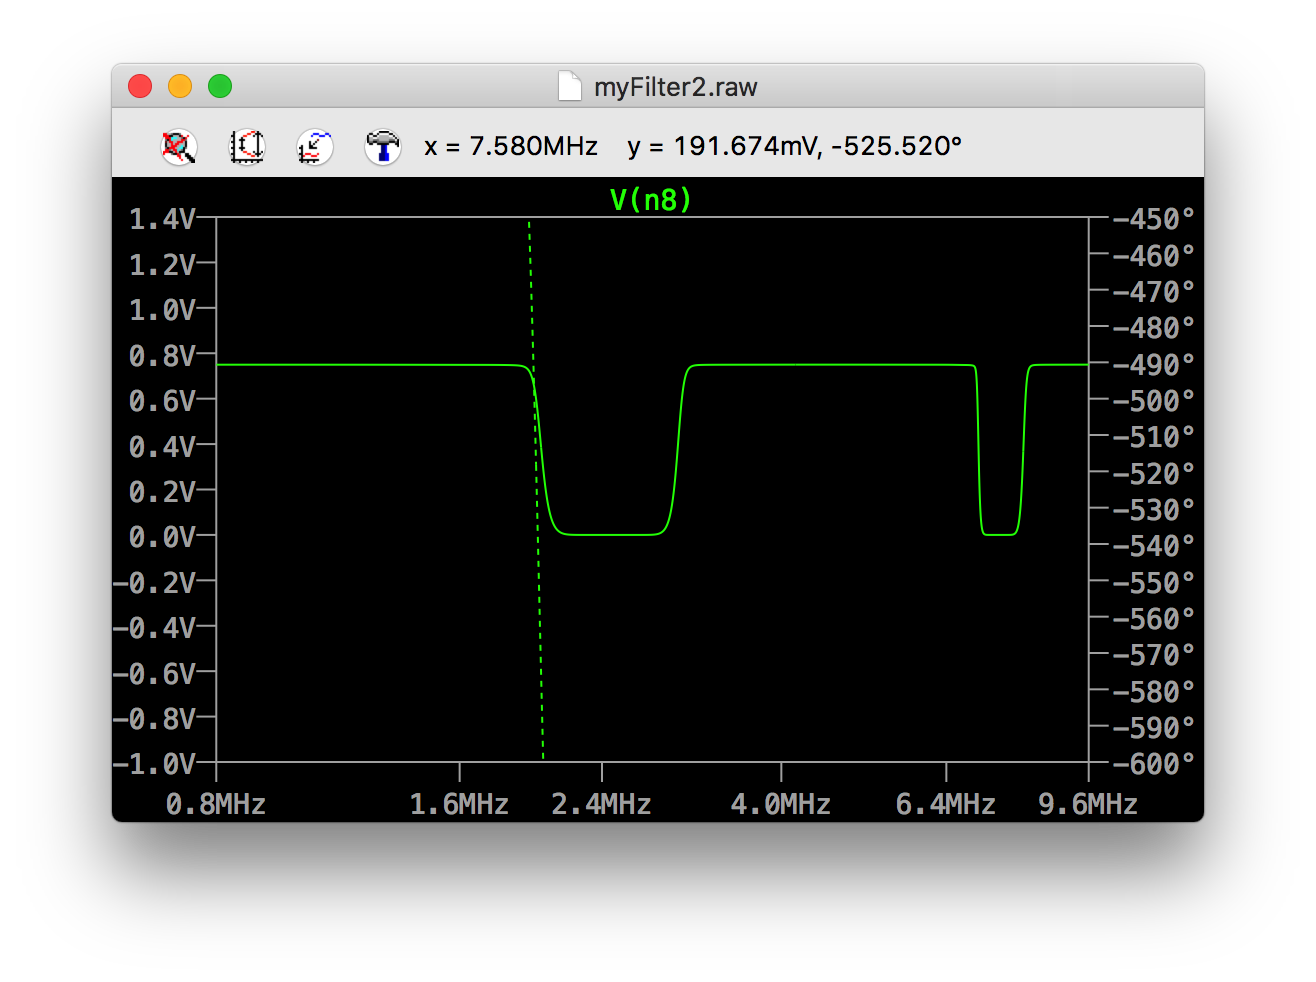 myFilter2.raw
x = 7.580MHz y = 191.674mV, -525.520°
V(n8)
1.4V -450°
1.2V -460°
1.0V -470°
-480°
0.8V -490°
0.6V -500°
0.4V -510°
0.2V -520°
-530°
0.0V -540°
-0.2V -550°
-0.4V -560°
-0.6V -570°
-580°
-0.8V -590°
-1.0V -600°
0.8MHz 1.6MHz 2.4MHz 4.0MHz 6.4MHz 9.6MHz